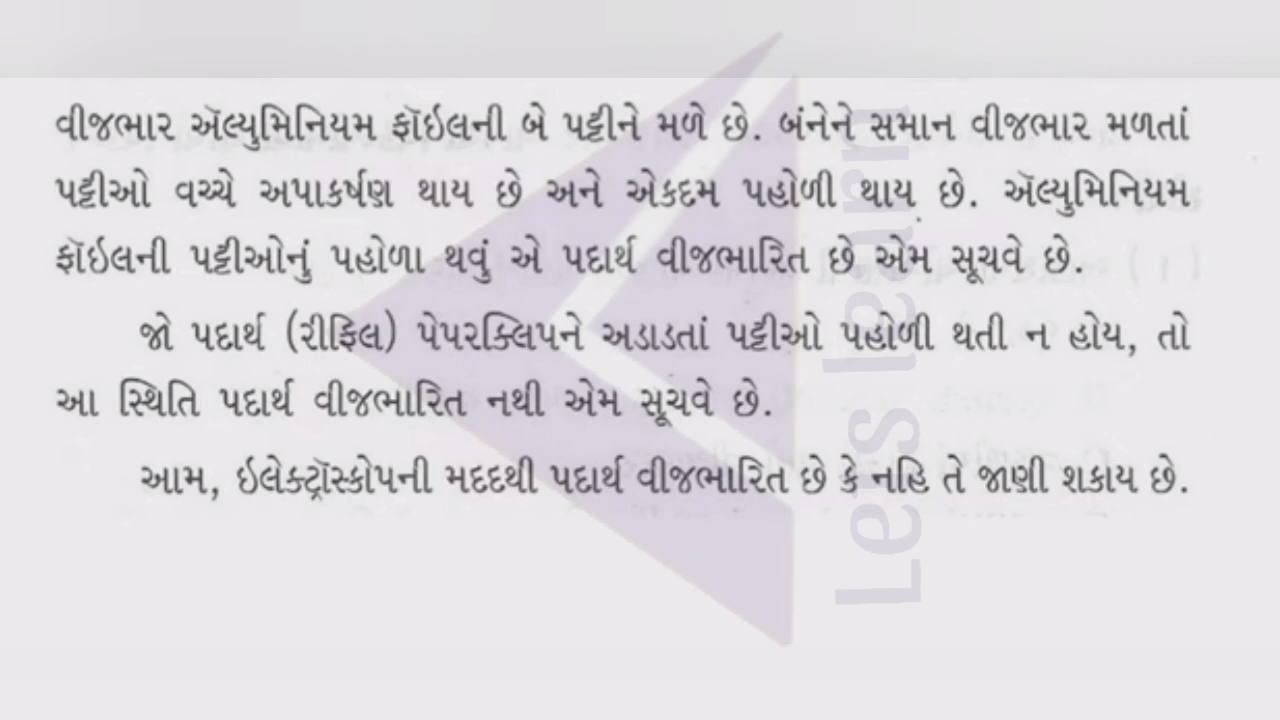 વીજભાર ઍલ્યુમિનિયમ ફૉઇલની બે પટ્ટીને મળે છે. બંનેને સમાન વીજભાર મળતાં
પટ્ટીઓ વચ્ચે અપાકર્ષણ થાય છે અને એકદમ પહોળી થાય છે. ઍલ્યુમિનિયમ
ફૉઇલની પટ્ટીઓનું પહોળા થવું એ પદાર્થ વીજભારિત છે એમ સૂચવે છે.
જો પદાર્થ (રીફિલ) પેપરક્લિપને અડાડતાં પટ્ટીઓ પહોળી થતી ન હોય, તો
આ સ્થિતિ પદાર્થ વીજભારિત નથી એમ સૂચવે છે.
આમ, ઇલેક્ટ્રૉસ્કોપની મદદથી પદાર્થ વીજભારિત છે કે નહિ તે જાણી શકાય છે.